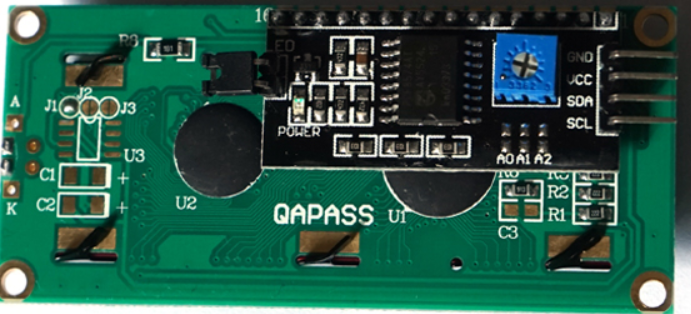 16
R8
LED
GND
VCC
SDA
SCL
J1
J2
J3
A
U3
C1
+
C2
+
K
POWER
A0 A1 A2
U2
QAPASS
U1
R3
R2
R1
C3